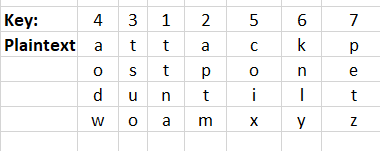 Key: 4 3 1 2 5 6 7
Plaintext a t t a c k p
o s t p o n e
d u n t i l t
w o a m x y z